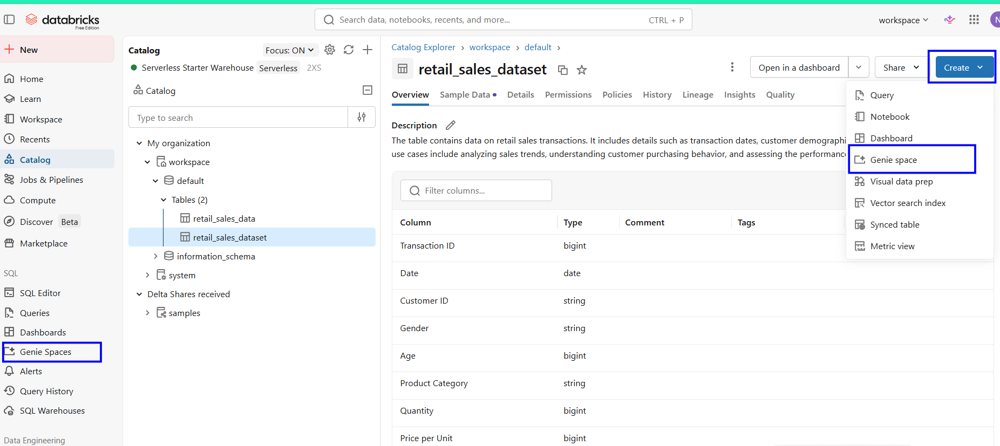 databricks
Free Edition
Search data, notebooks, recents, and more...
CTRL + P
workspace
N
New
Home
Learn
Workspace
Recents
Catalog
Jobs & Pipelines
Compute
Discover Beta
Marketplace
SQL
SQL Editor
Queries
Dashboards
Genie Spaces
Alerts
Query History
SQL Warehouses
Data Engineering
Catalog
Focus: ON
Serverless Starter Warehouse Serverless 2XS
Catalog
Type to search
My organization
workspace
default
Tables (2)
retail_sales_data
retail_sales_dataset
information_schema
system
Delta Shares received
samples
Catalog Explorer > workspace > default >
retail_sales_dataset
Open in a dashboard
Share
Create
Overview Sample Data Details Permissions Policies History Lineage Insights Quality
Query
Notebook
Dashboard
Genie space
Visual data prep
Vector search index
Synced table
Metric view
Description
The table contains data on retail sales transactions. It includes details such as transaction dates, customer demographi
use cases include analyzing sales trends, understanding customer purchasing behavior, and assessing the performance
Filter columns...
Column Type Comment Tags
Transaction ID bigint
Date date
Customer ID string
Gender string
Age bigint
Product Category string
Quantity bigint
Price per Unit bigint